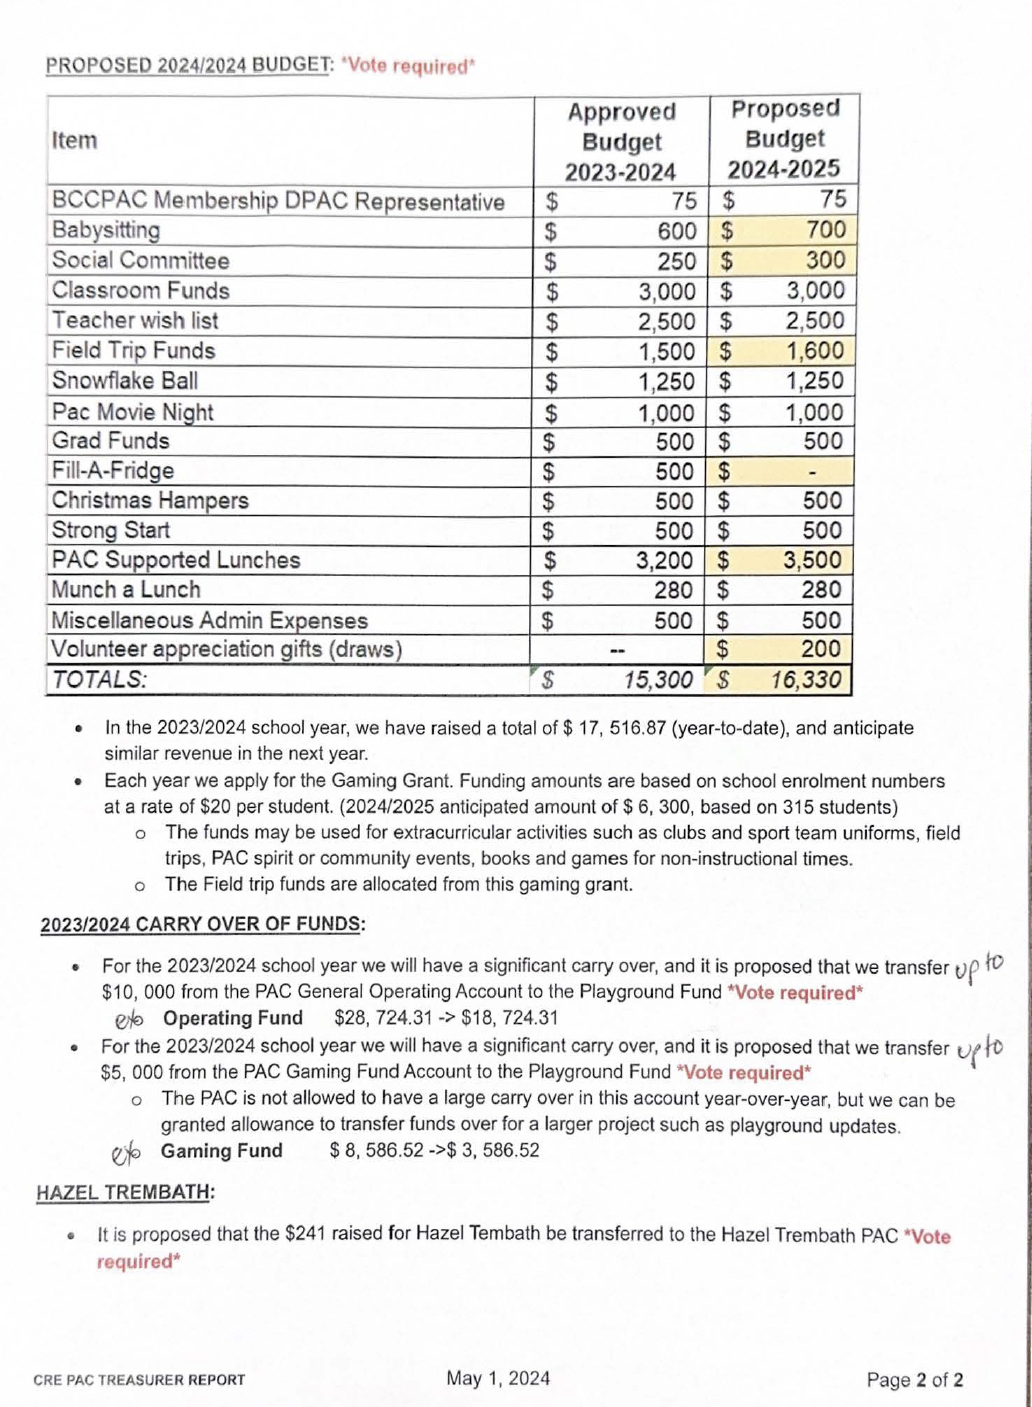 PROPOSED 2024/2024 BUDGET: *Vote required*
Item Approved Budget 2023-2024 Proposed Budget 2024-2025
BCCPAC Membership DPAC Representative $ 75 $ 75
Babysitting $ 600 $ 700
Social Committee $ 250 $ 300
Classroom Funds $ 3,000 $ 3,000
Teacher wish list $ 2,500 $ 2,500
Field Trip Funds $ 1,500 $ 1,600
Snowflake Ball $ 1,250 $ 1,250
Pac Movie Night $ 1,000 $ 1,000
Grad Funds $ 500 $ 500
Fill-A-Fridge $ 500 $ -
Christmas Hampers $ 500 $ 500
Strong Start $ 500 $ 500
PAC Supported Lunches $ 3,200 $ 3,500
Munch a Lunch $ 280 $ 280
Miscellaneous Admin Expenses $ 500 $ 500
Volunteer appreciation gifts (draws) -- $ 200
TOTALS: $ 15,300 $ 16,330
• In the 2023/2024 school year, we have raised a total of $ 17, 516.87 (year-to-date), and anticipate
similar revenue in the next year.
• Each year we apply for the Gaming Grant. Funding amounts are based on school enrolment numbers
at a rate of $20 per student. (2024/2025 anticipated amount of $ 6, 300, based on 315 students)
o The funds may be used for extracurricular activities such as clubs and sport team uniforms, field
trips, PAC spirit or community events, books and games for non-instructional times.
o The Field trip funds are allocated from this gaming grant.
2023/2024 CARRY OVER OF FUNDS:
• For the 2023/2024 school year we will have a significant carry over, and it is proposed that we transfer up to
$10, 000 from the PAC General Operating Account to the Playground Fund *Vote required*
Operating Fund $28, 724.31 -> $18, 724.31
• For the 2023/2024 school year we will have a significant carry over, and it is proposed that we transfer up to
$5, 000 from the PAC Gaming Fund Account to the Playground Fund *Vote required*
o The PAC is not allowed to have a large carry over in this account year-over-year, but we can be
granted allowance to transfer funds over for a larger project such as playground updates.
Gaming Fund $ 8, 586.52 ->$ 3, 586.52
HAZEL TREMBATH:
• It is proposed that the $241 raised for Hazel Tembath be transferred to the Hazel Trembath PAC *Vote
required*
CRE PAC TREASURER REPORT May 1, 2024 Page 2 of 2